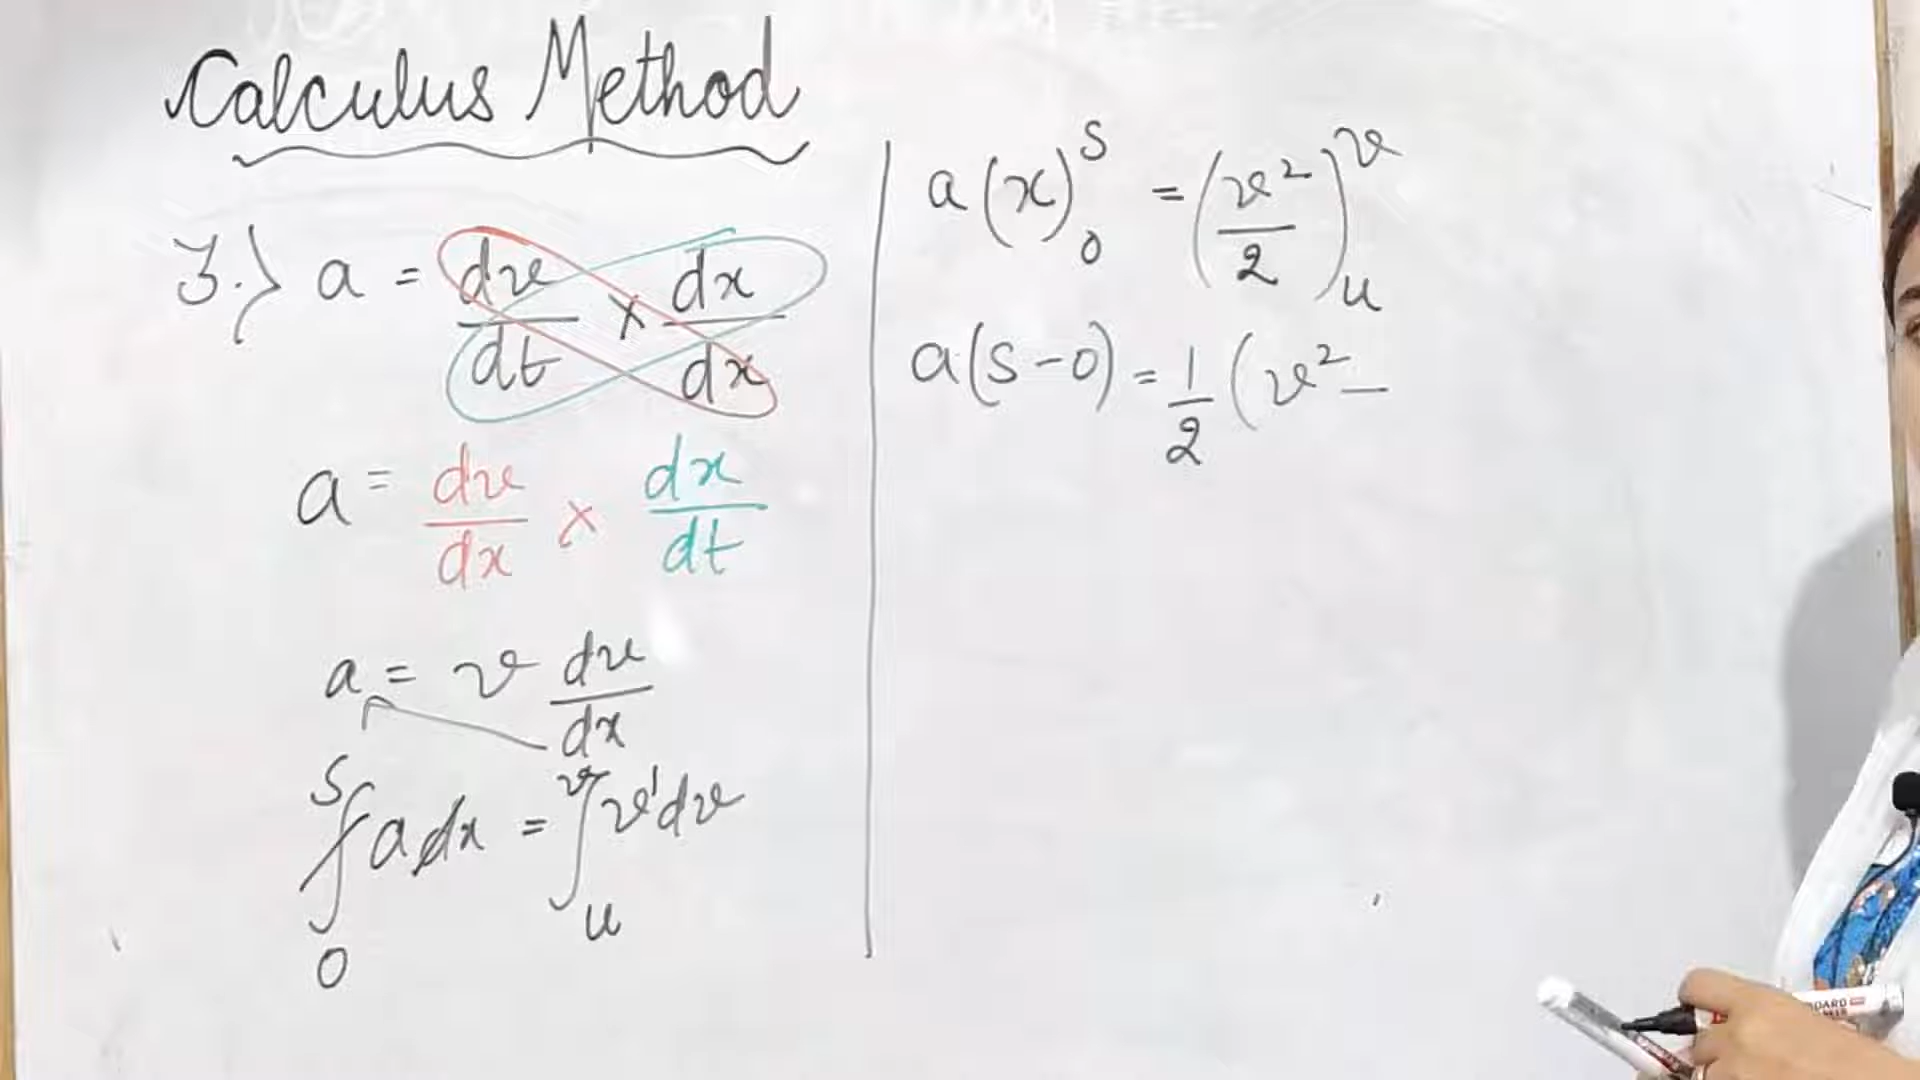 Calculus Method
3.) a = dv/dt × dx/dx
a = dv/dx × dx/dt
a = v dv/dx
∫₀ˢ a dx = ∫ᵤᵛ v¹ dv
a(x)₀ˢ = (v²/2)ᵤᵛ
a(s-0) = 1/2 (v² –